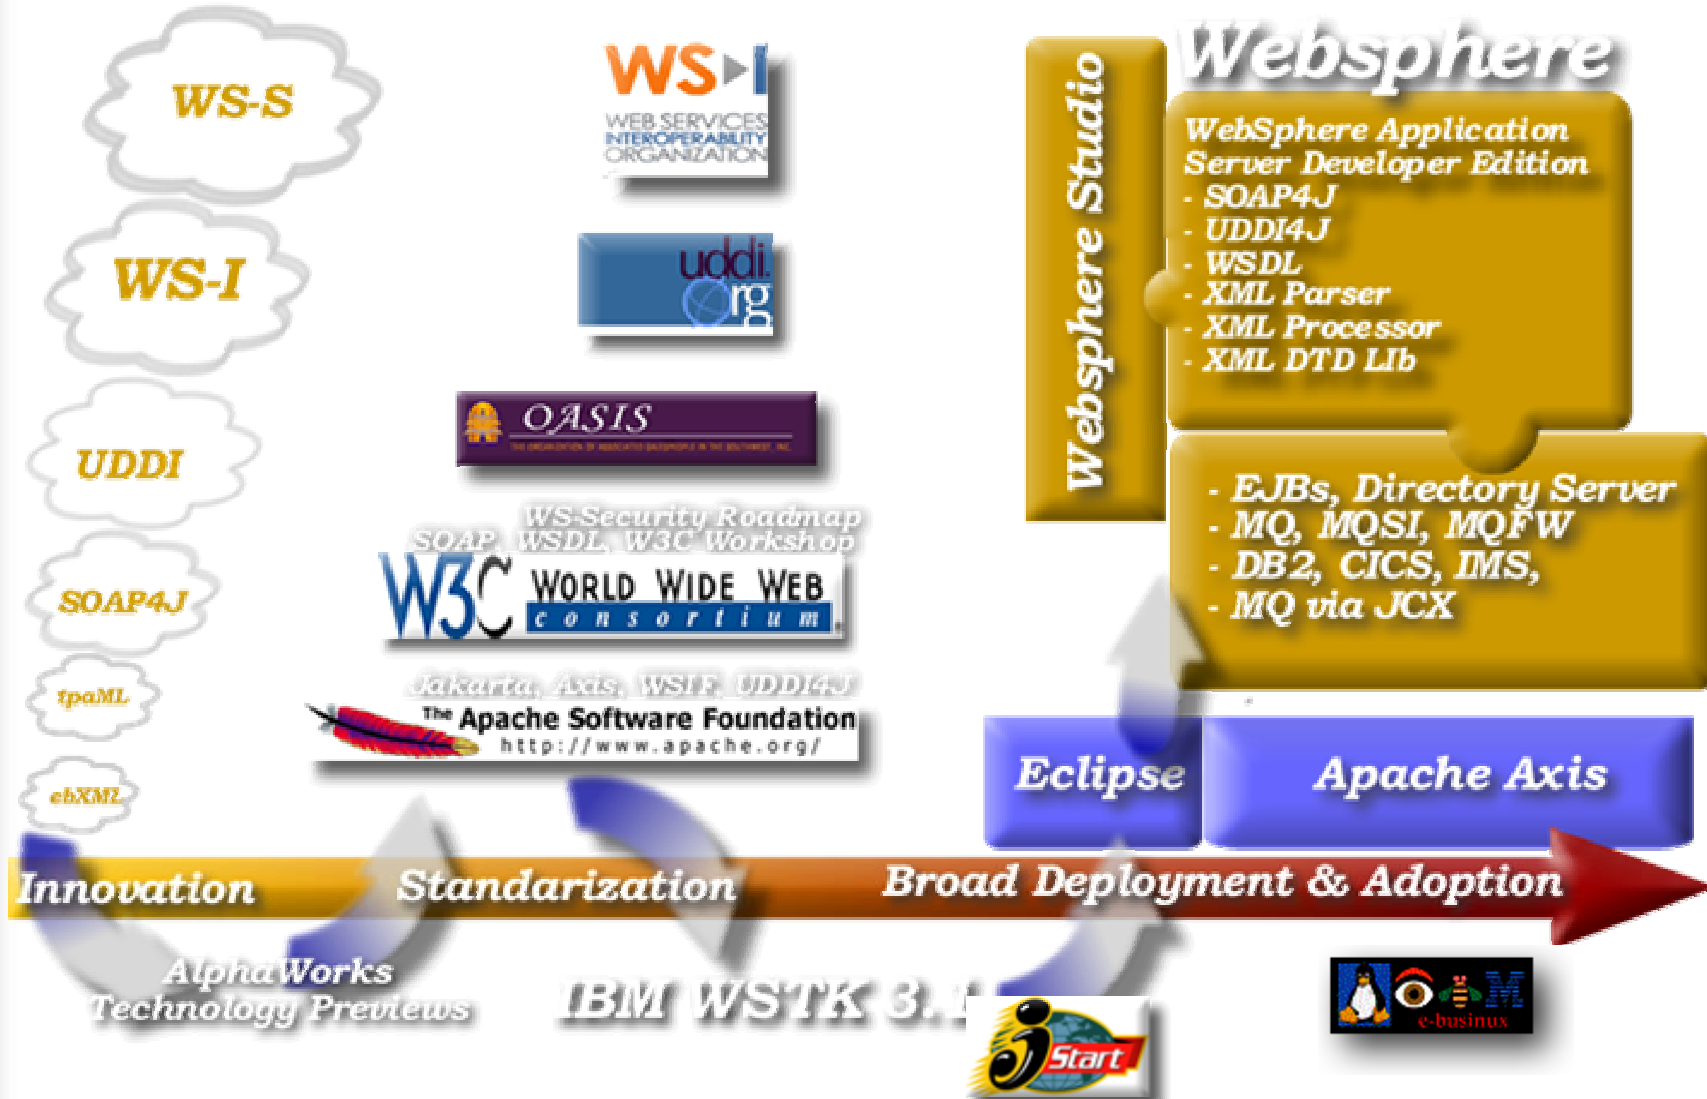 WS-S
WS-I
UDDI
SOAP4J
tpaML
ebXML
WS I
WEB SERVICES
INTEROPERABILITY
ORGANIZATION
uddi.
org
OASIS
WS-Security Roadmap
SOAP, WSDL, W3C Workshop
W3C WORLD WIDE WEB
consortium
Jakarta, Axis, WSIF, UDDI4J
The Apache Software Foundation
http://www.apache.org/
Websphere
Websphere Studio
WebSphere Application
Server Developer Edition
- SOAP4J
- UDDI4J
- WSDL
- XML Parser
- XML Processor
- XML DTD LIb
- EJBs, Directory Server
- MQ, MQSI, MQFW
- DB2, CICS, IMS,
- MQ via JCX
Eclipse
Apache Axis
Innovation
Standarization
Broad Deployment & Adoption
AlphaWorks
Technology Previews
IBM WSTK 3.1
jStart
M
e-businux